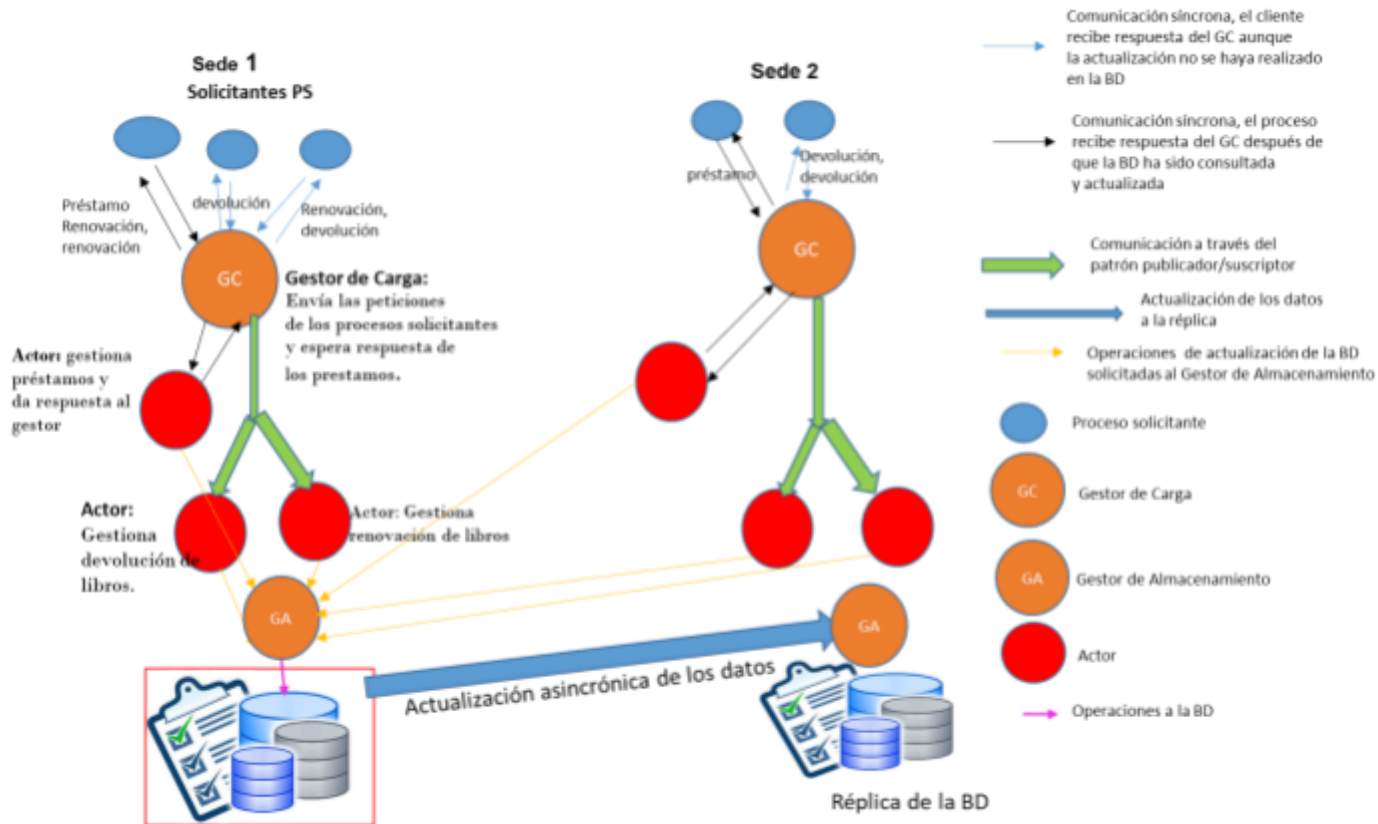 Sede 1
Solicitantes PS
Préstamo
Renovación,
renovación
devolución
Renovación,
devolución
GC
Gestor de Carga:
Envía las peticiones
de los procesos solicitantes
y espera respuesta de
los prestamos.
Actor: gestiona
préstamos y
da respuesta al
gestor
Actor:
Gestiona
devolución de
libros.
Actor: Gestiona
renovación de libros
GA
Actualización asincrónica de los datos
Sede 2
préstamo
Devolución,
devolución
GC
GA
Réplica de la BD
Comunicación síncrona, el cliente
recibe respuesta del GC aunque
la actualización no se haya realizado
en la BD
Comunicación síncrona, el proceso
recibe respuesta del GC después de
que la BD ha sido consultada
y actualizada
Comunicación a través del
patrón publicador/suscriptor
Actualización de los datos
a la réplica
Operaciones de actualización de la BD
solicitadas al Gestor de Almacenamiento
Proceso solicitante
GC
Gestor de Carga
GA
Gestor de Almacenamiento
Actor
Operaciones a la BD